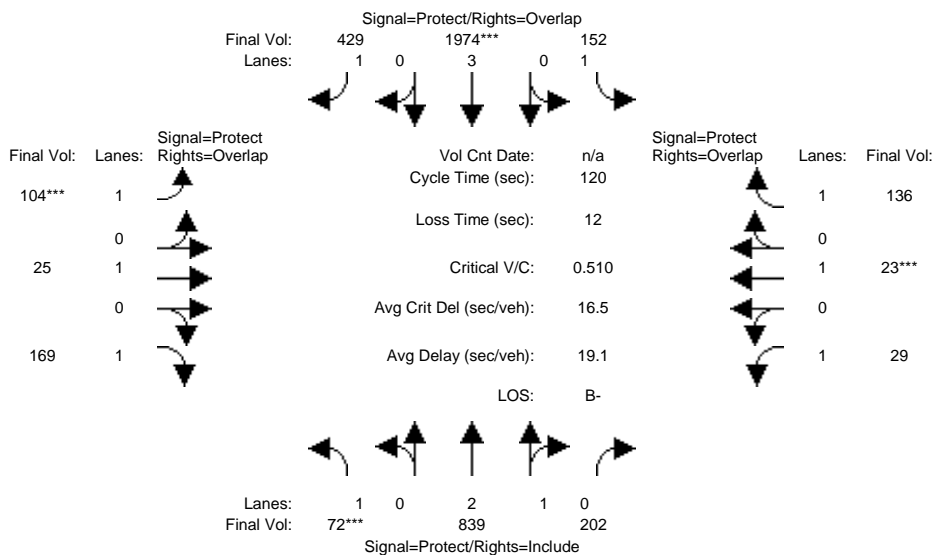 Signal=Protect/Rights=Overlap
Final Vol: 429 1974*** 152
Lanes: 1 0 3 0 1
Signal=Protect Signal=Protect
Final Vol: Lanes: Rights=Overlap Vol Cnt Date: n/a Rights=Overlap Lanes: Final Vol:
Cycle Time (sec): 120
104*** 1 1 136
Loss Time (sec): 12
0 0
25 1 Critical V/C: 0.510 1 23***
0 Avg Crit Del (sec/veh): 16.5 0
169 1 Avg Delay (sec/veh): 19.1 1 29
LOS: B-
Lanes: 1 0 2 1 0
Final Vol: 72*** 839 202
Signal=Protect/Rights=Include